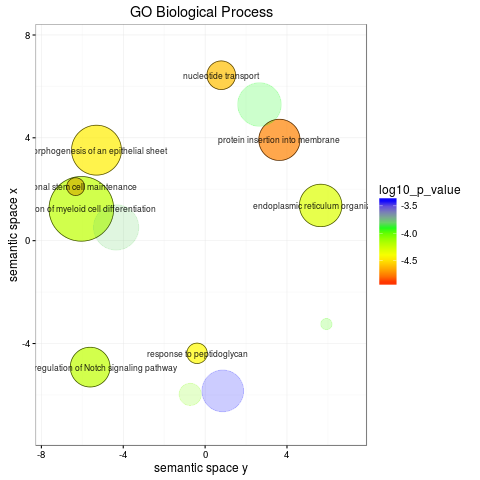 GO Biological Process
8
nucleotide transport
4
protein insertion into membrane
orphogenesis of an epithelial sheet
log10_p_value
-3.5
-4.0
-4.5
onal stem cell maintenance
on of myeloid cell differentiation
endoplasmic reticulum organiz
semantic space x
0
-4
response to peptidoglycan
regulation of Notch signaling pathway
-8
-4
0
4
semantic space y